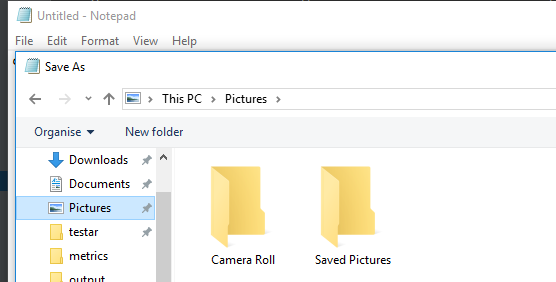 Untitled - Notepad
File Edit Format View Help
Save As
This PC > Pictures >
Organise New folder
Downloads
Documents
Pictures
testar
metrics
output
Camera Roll Saved Pictures